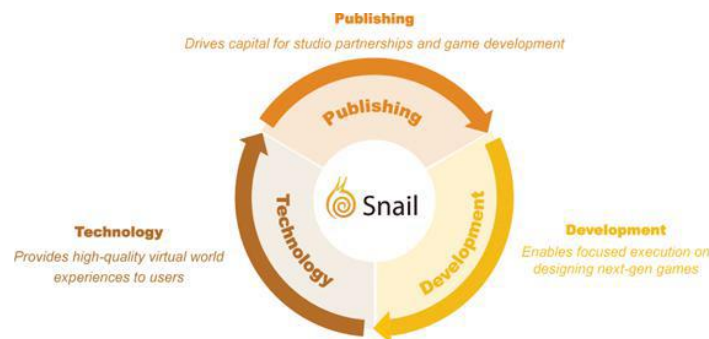 Publishing
Drives capital for studio partnerships and game development
Publishing
Technology
Snail
Development
Technology
Provides high-quality virtual world
experiences to users
Development
Enables focused execution on
designing next-gen games